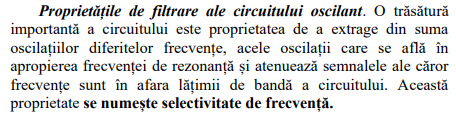 Proprietățile de filtrare ale circuitului oscilant. O trăsătură
importantă a circuitului este proprietatea de a extrage din suma
oscilațiilor diferitelor frecvențe, acele oscilații care se află în
apropierea frecvenței de rezonanță și atenuează semnalele ale căror
frecvențe sunt în afara lățimii de bandă a circuitului. Această
proprietate se numește selectivitate de frecvență.